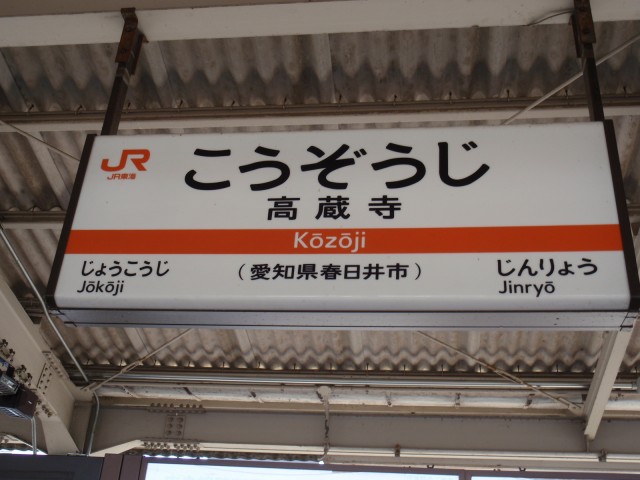 JR
JR東海
こうぞうじ
高蔵寺
Kōzōji
じょうこうじ
Jōkōji
（愛知県春日井市）
じんりょう
Jinryō